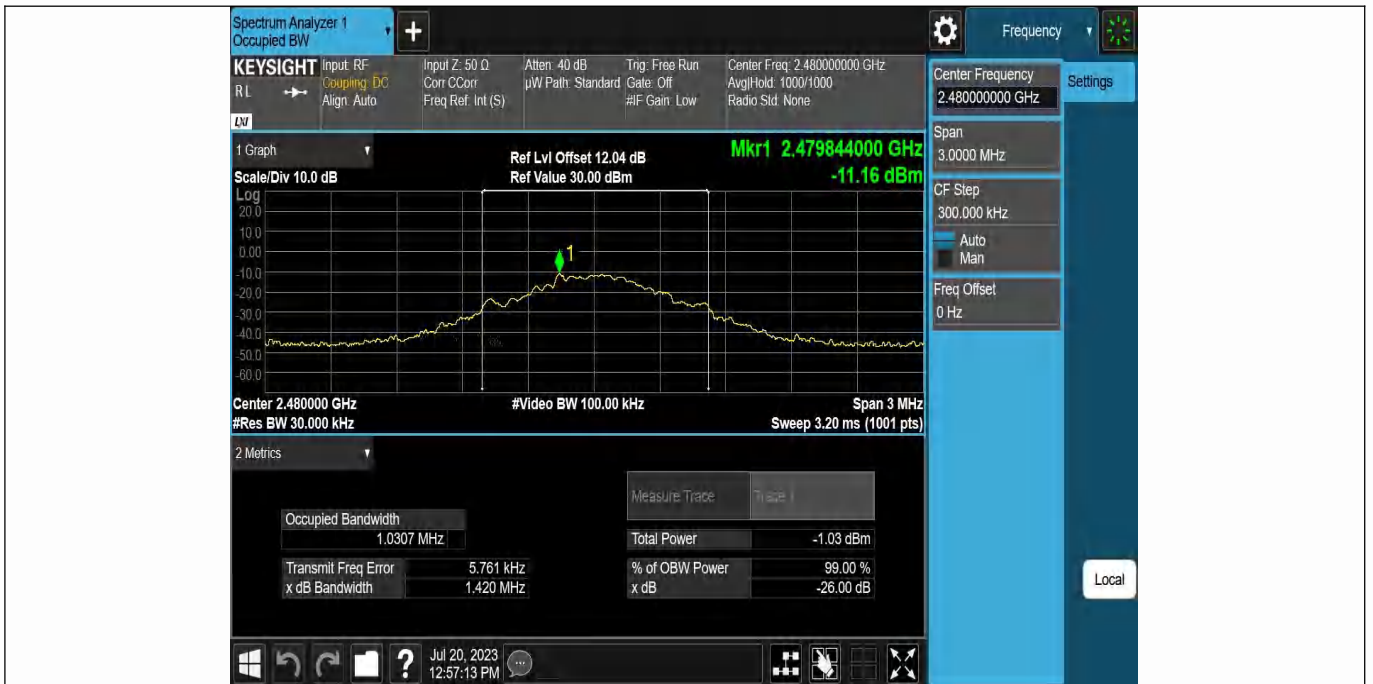 Spectrum Analyzer 1
Occupied BW
Frequency
KEYSIGHT
RL
LXI
Input: RF
Coupling: DC
Align: Auto
Input Z: 50 Ω
Corr CCorr
Freq Ref: Int (S)
Atten: 40 dB
µW Path: Standard
Trig: Free Run
Gate: Off
#IF Gain: Low
Center Freq: 2.480000000 GHz
Avg|Hold: 1000/1000
Radio Std: None
Center Frequency
2.480000000 GHz
Settings
Span
3.0000 MHz
CF Step
300.000 kHz
Auto
Man
Freq Offset
0 Hz
1 Graph
Scale/Div 10.0 dB
Ref Lvl Offset 12.04 dB
Ref Value 30.00 dBm
Mkr1 2.479844000 GHz
-11.16 dBm
Log
20.0
10.0
0.00
-10.0
-20.0
-30.0
-40.0
-50.0
-60.0
1
Center 2.480000 GHz
#Video BW 100.00 kHz
Span 3 MHz
#Res BW 30.000 kHz
Sweep 3.20 ms (1001 pts)
2 Metrics
Measure Trace
Trace 1
Occupied Bandwidth
1.0307 MHz
Total Power
-1.03 dBm
Transmit Freq Error
5.761 kHz
% of OBW Power
99.00 %
x dB Bandwidth
1.420 MHz
x dB
-26.00 dB
Local
Jul 20, 2023
12:57:13 PM